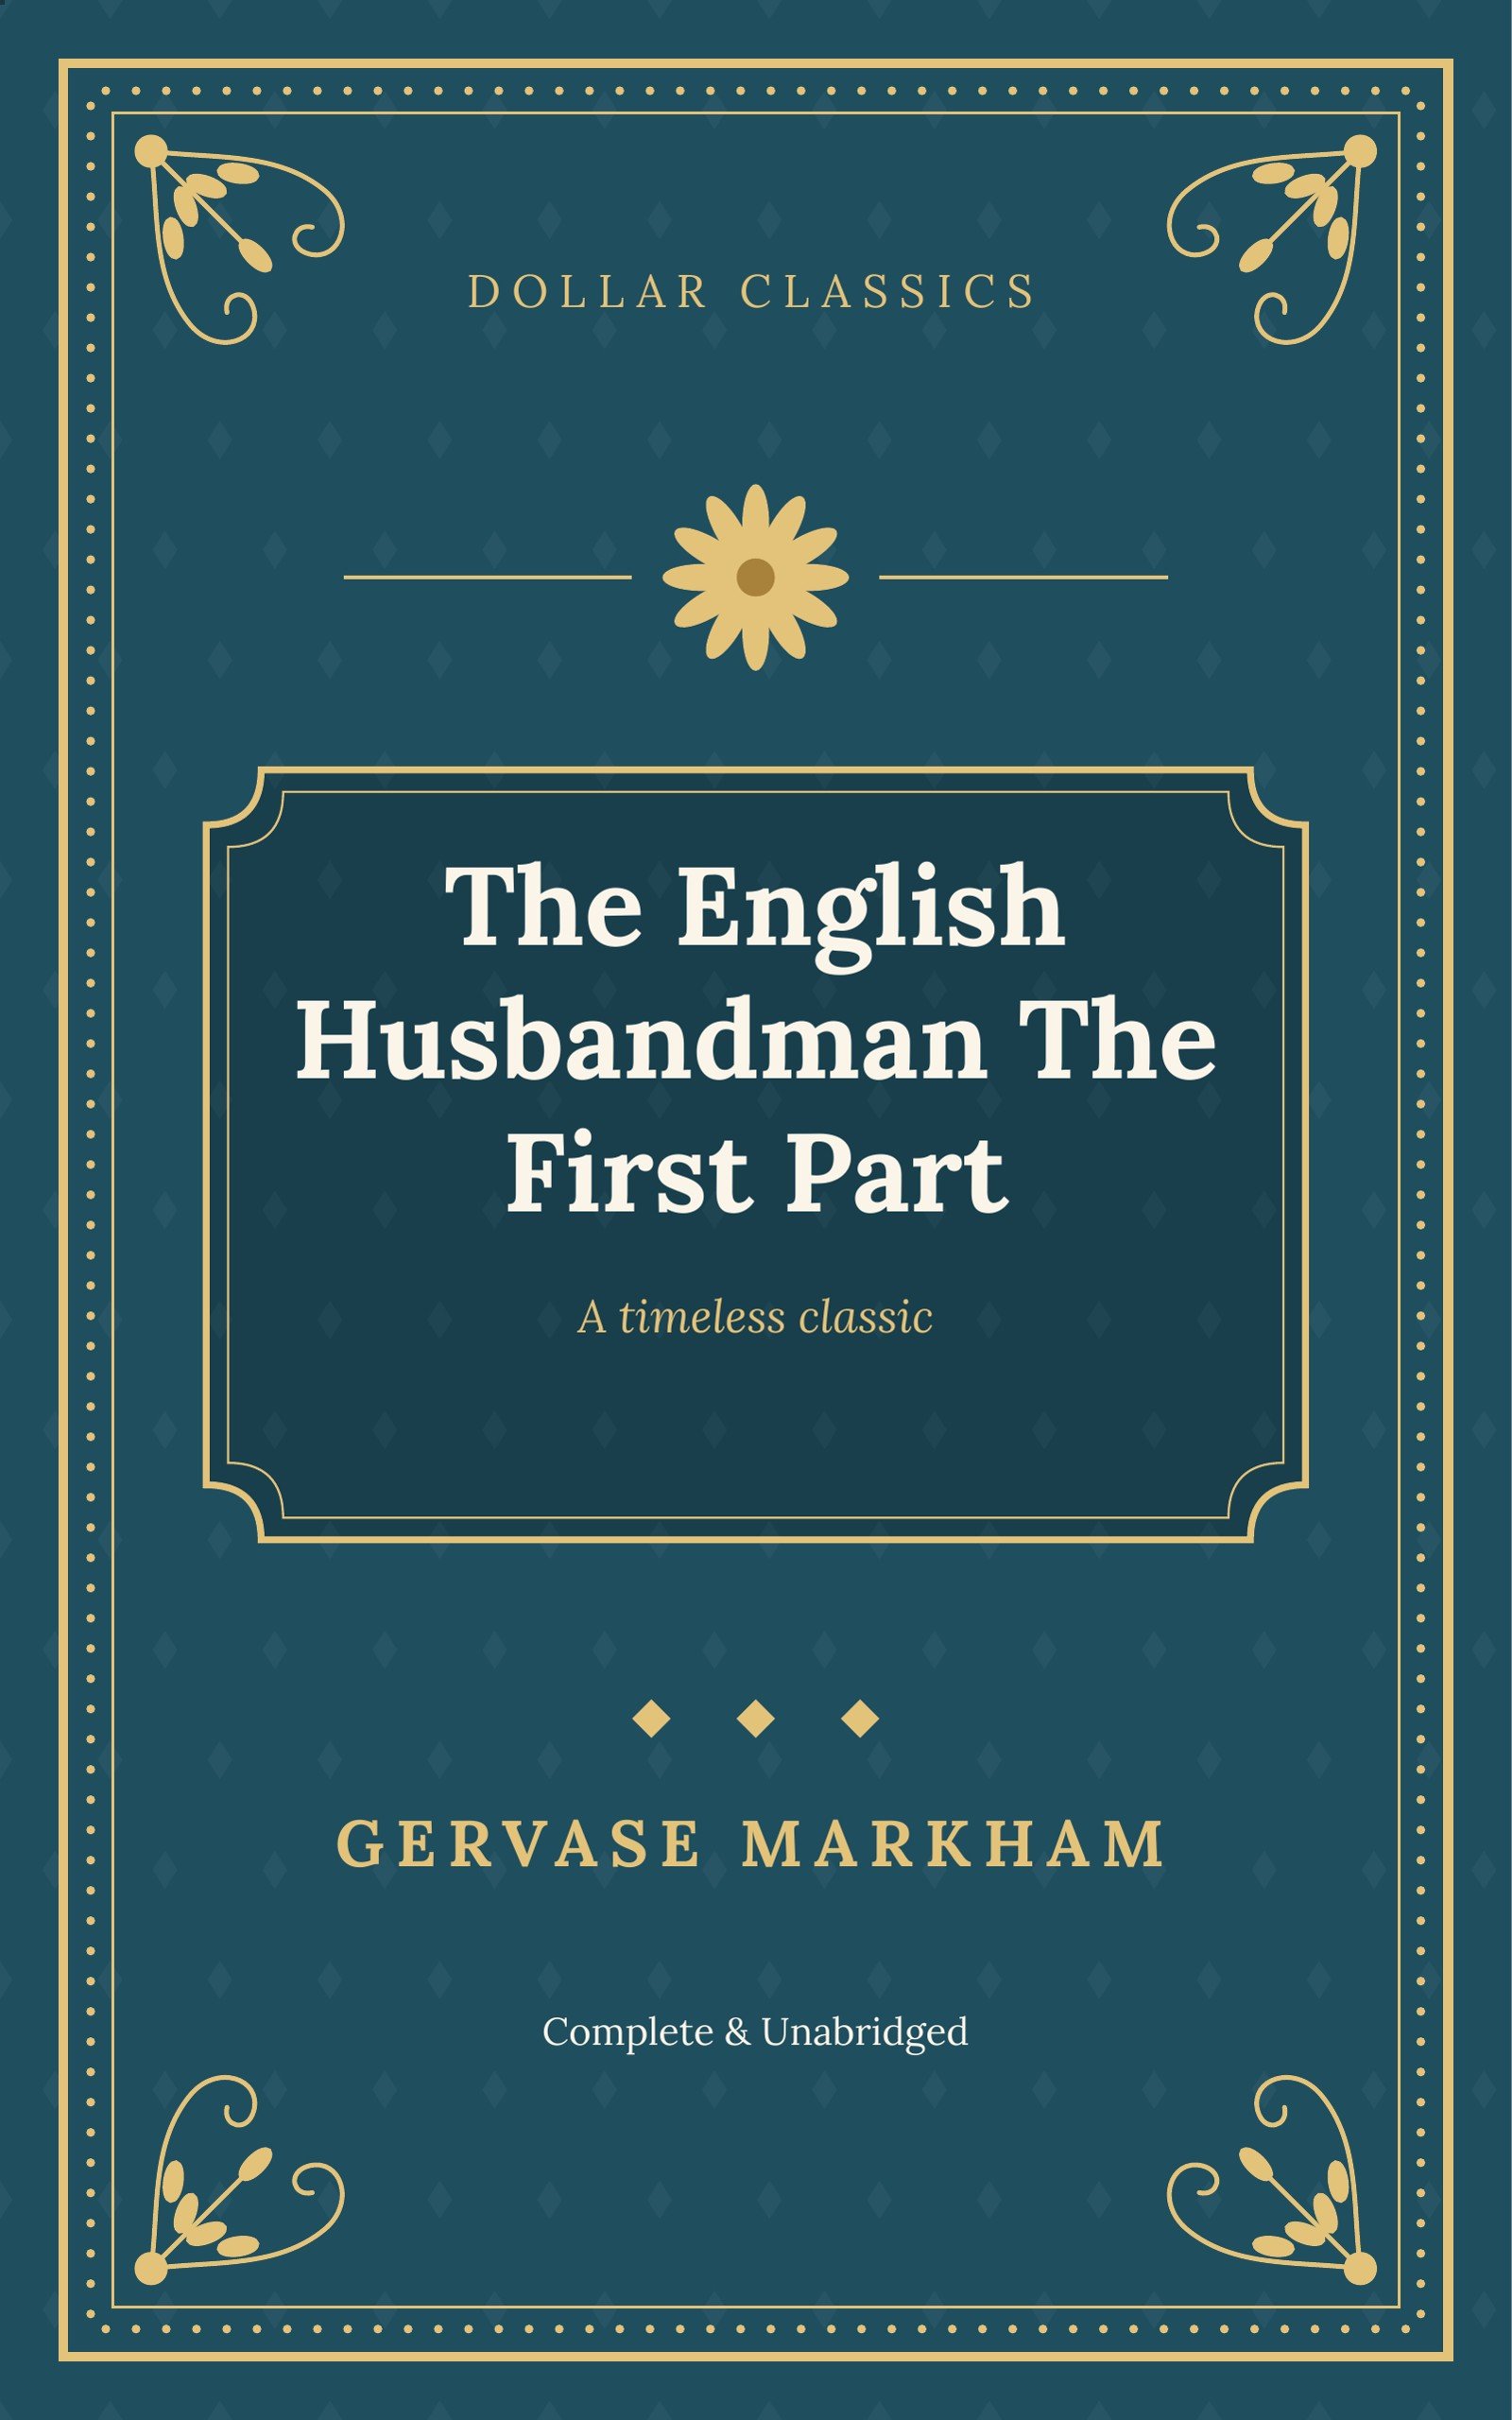 DOLLAR CLASSICS
The English
Husbandman The
First Part
A timeless classic
GERVASE MARKHAM
Complete & Unabridged